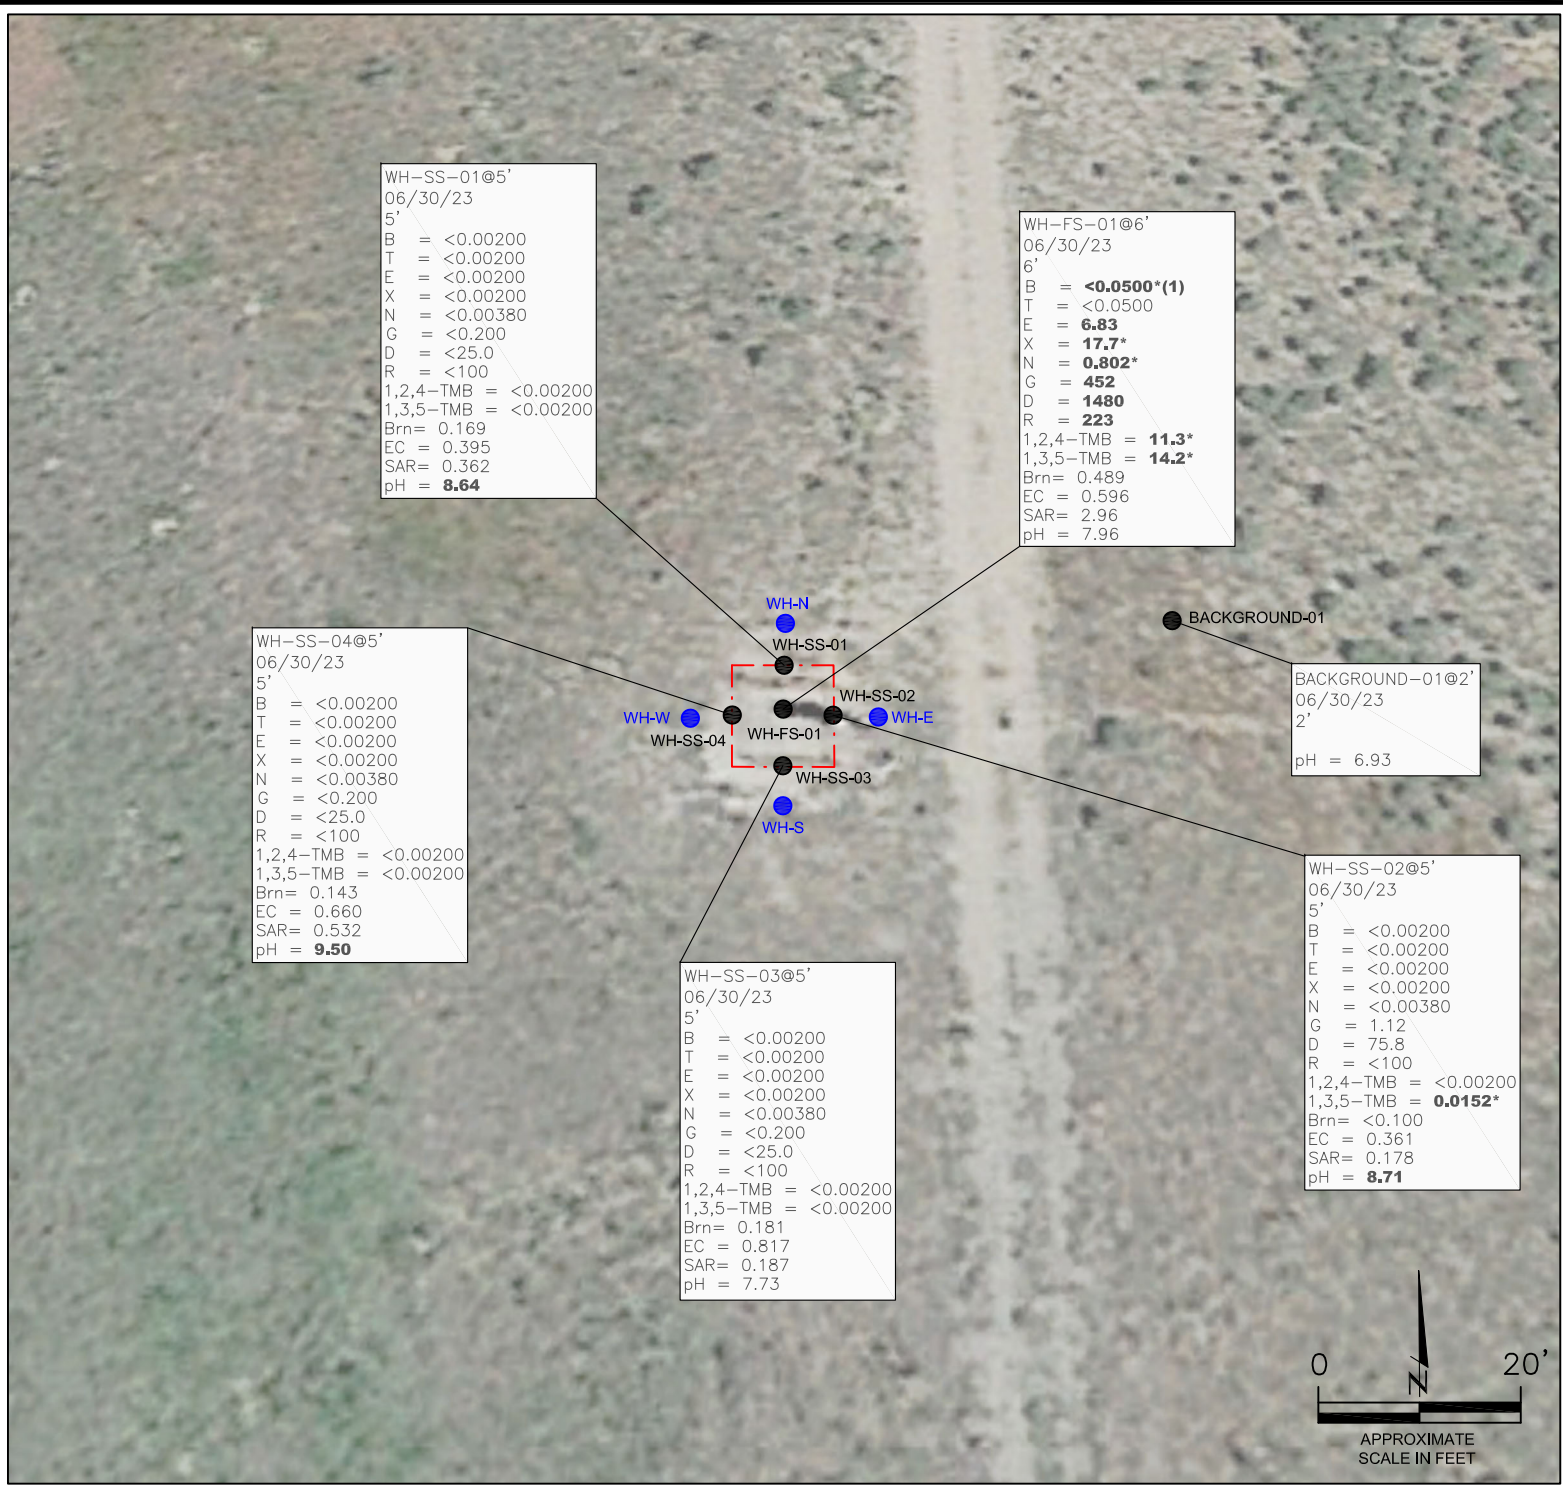 WH-SS-01@5'
06/30/23
5'
B = <0.00200
T = <0.00200
E = <0.00200
X = <0.00200
N = <0.00380
G = <0.200
D = <25.0
R = <100
1,2,4-TMB = <0.00200
1,3,5-TMB = <0.00200
Brn= 0.169
EC = 0.395
SAR= 0.362
pH = 8.64
WH-FS-01@6'
06/30/23
6'
B = <0.0500*(1)
T = <0.0500
E = 6.83
X = 17.7*
N = 0.802*
G = 452
D = 1480
R = 223
1,2,4-TMB = 11.3*
1,3,5-TMB = 14.2*
Brn= 0.489
EC = 0.596
SAR= 2.96
pH = 7.96
WH-N
WH-SS-01
BACKGROUND-01
WH-SS-02
WH-W
WH-E
WH-SS-04
WH-FS-01
WH-SS-03
WH-S
WH-SS-04@5'
06/30/23
5'
B = <0.00200
T = <0.00200
E = <0.00200
X = <0.00200
N = <0.00380
G = <0.200
D = <25.0
R = <100
1,2,4-TMB = <0.00200
1,3,5-TMB = <0.00200
Brn= 0.143
EC = 0.660
SAR= 0.532
pH = 9.50
BACKGROUND-01@2'
06/30/23
2'
pH = 6.93
WH-SS-03@5'
06/30/23
5'
B = <0.00200
T = <0.00200
E = <0.00200
X = <0.00200
N = <0.00380
G = <0.200
D = <25.0
R = <100
1,2,4-TMB = <0.00200
1,3,5-TMB = <0.00200
Brn= 0.181
EC = 0.817
SAR= 0.187
pH = 7.73
WH-SS-02@5'
06/30/23
5'
B = <0.00200
T = <0.00200
E = <0.00200
X = <0.00200
N = <0.00380
G = 1.12
D = 75.8
R = <100
1,2,4-TMB = <0.00200
1,3,5-TMB = 0.0152*
Brn= <0.100
EC = 0.361
SAR= 0.178
pH = 8.71
N
0 20'
APPROXIMATE
SCALE IN FEET